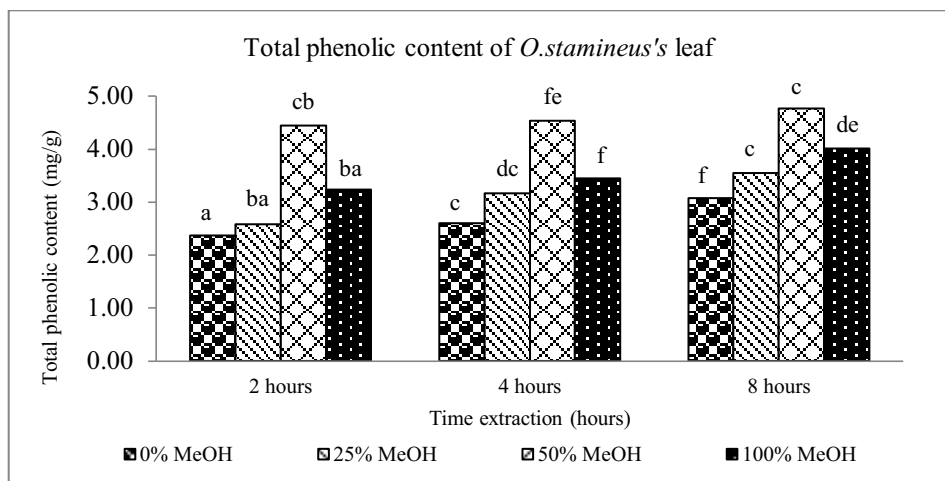 Total phenolic content of O.stamineus's leaf
Total phenolic content (mg/g)
5.00
4.00
3.00
2.00
1.00
0.00
a
ba
cb
ba
c
dc
fe
f
f
c
c
de
2 hours
4 hours
8 hours
Time extraction (hours)
0% MeOH
25% MeOH
50% MeOH
100% MeOH